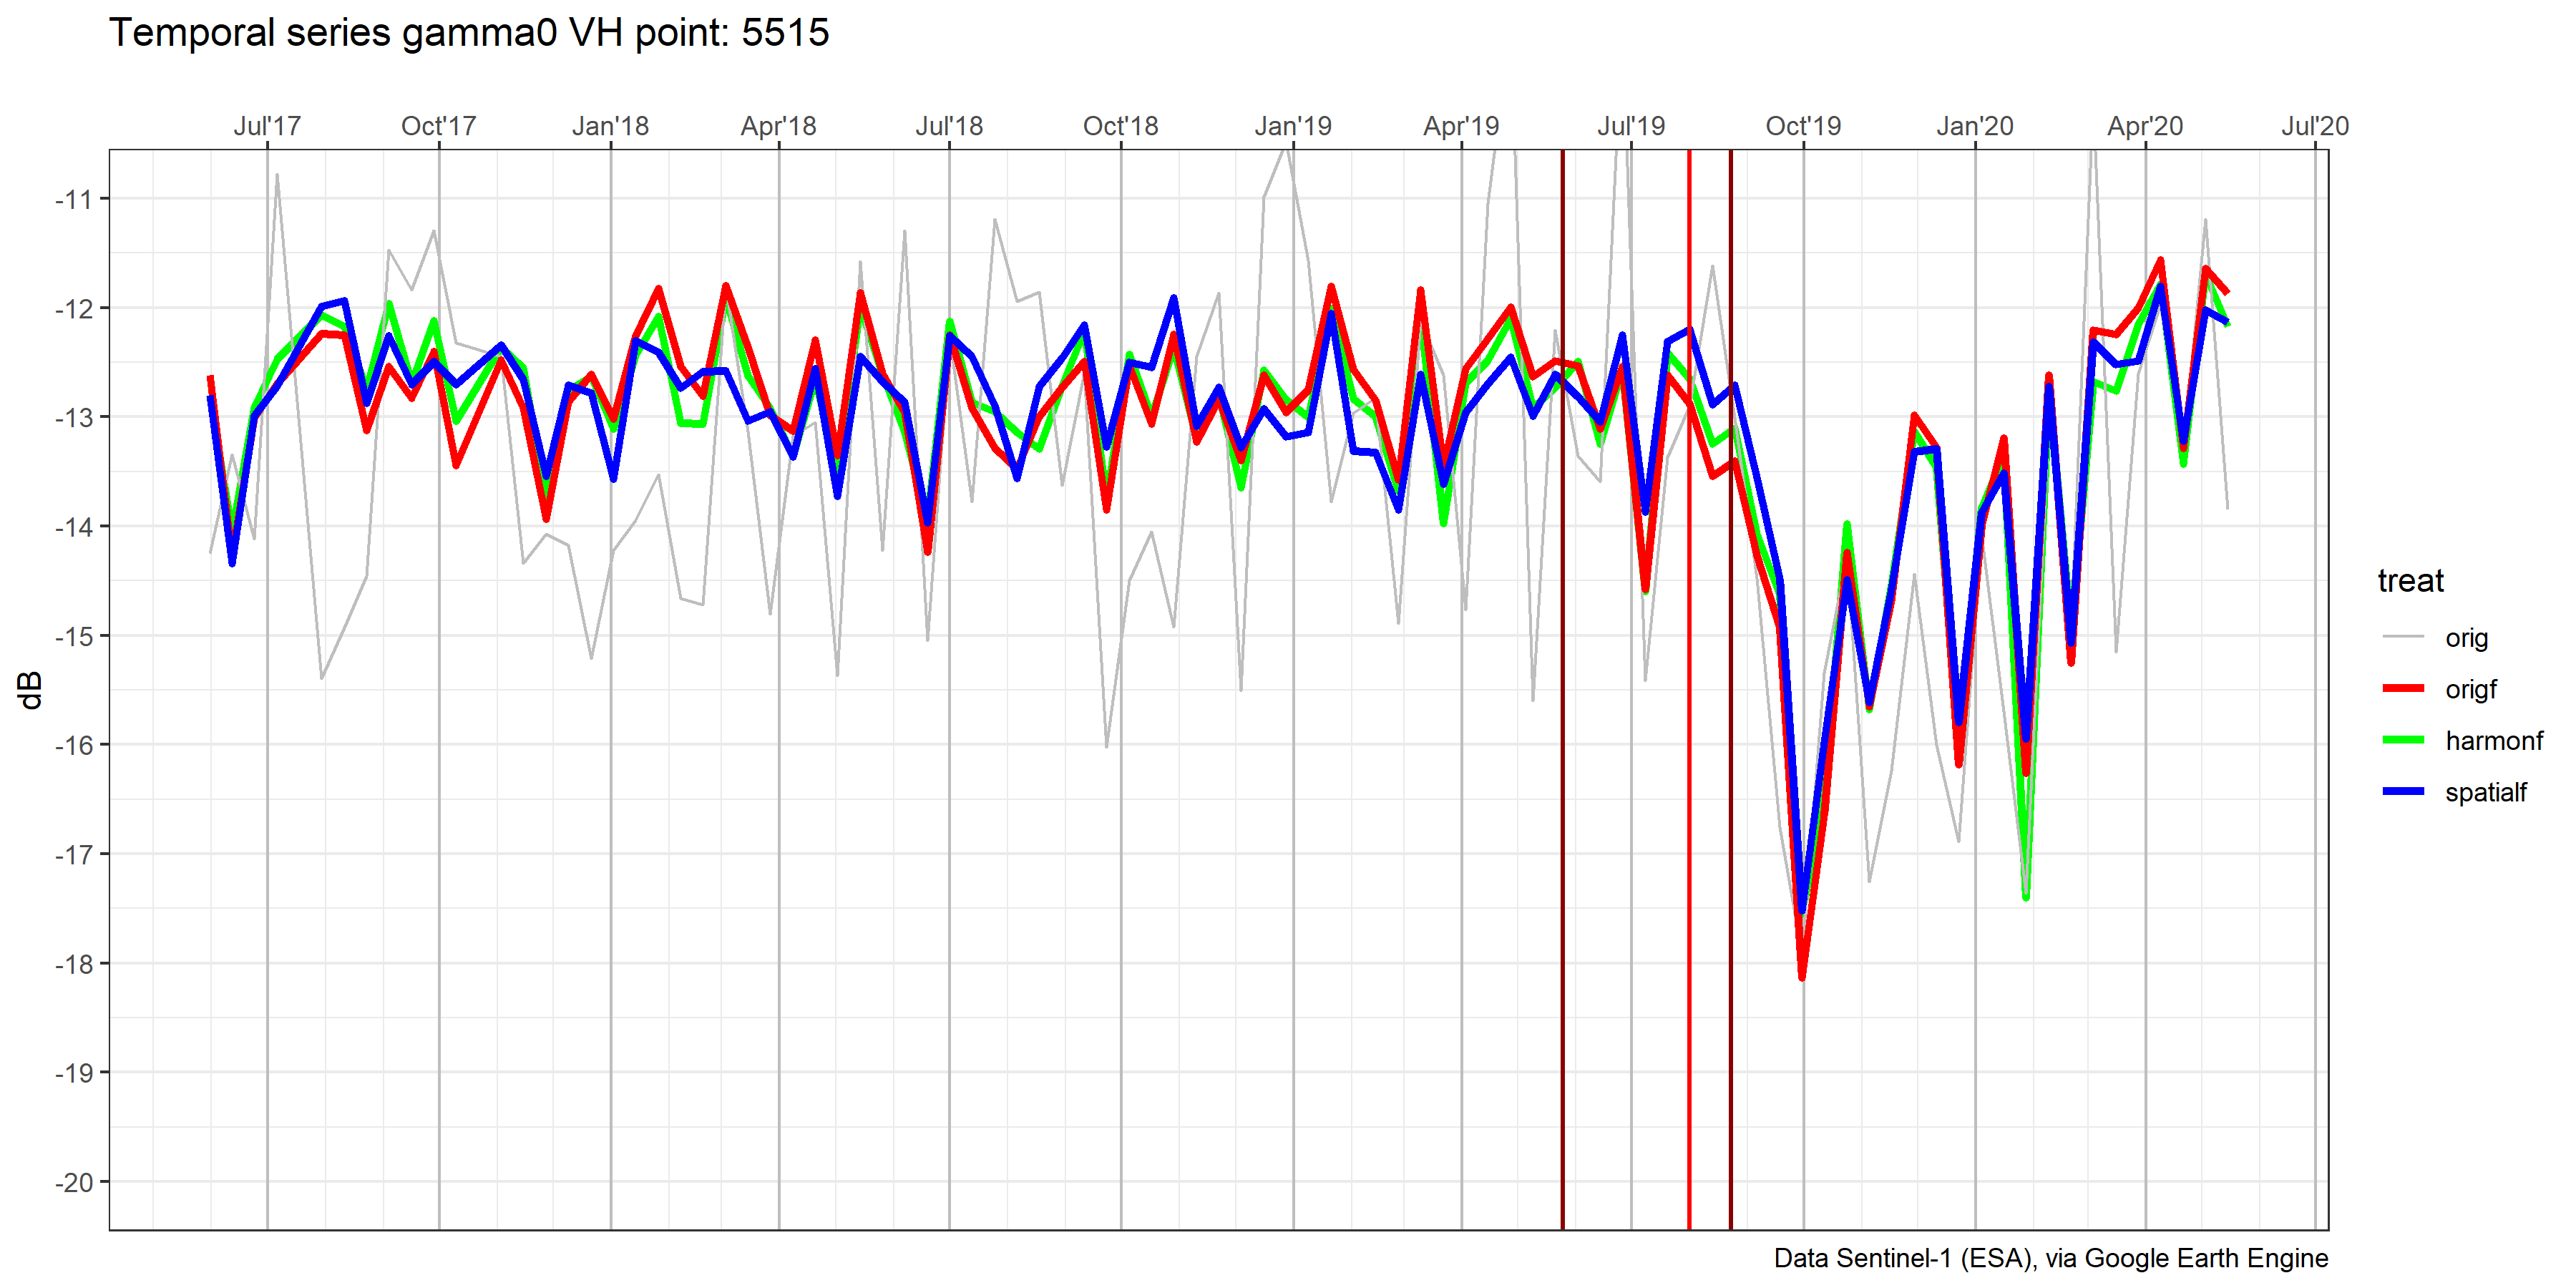 Temporal series gamma0 VH point: 5515
Jul'17 Oct'17 Jan'18 Apr'18 Jul'18 Oct'18 Jan'19 Apr'19 Jul'19 Oct'19 Jan'20 Apr'20 Jul'20
-11
-12
-13
-14
-15
-16
-17
-18
-19
-20
dB
treat
orig
origf
harmonf
spatialf
Data Sentinel-1 (ESA), via Google Earth Engine